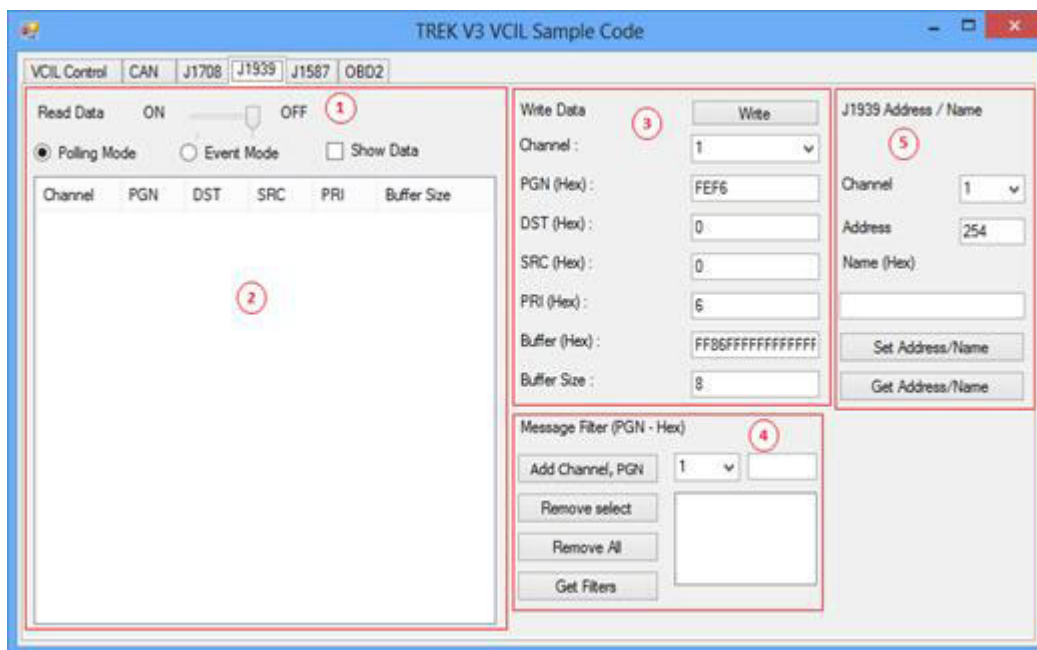 TREK V3 VCIL Sample Code
VCIL Control CAN J1708 J1939 J1587 OBD2
Read Data ON OFF 1
Polling Mode Event Mode Show Data
Channel PGN DST SRC PRI Buffer Size
2
Write Data 3 Write
Channel : 1
PGN (Hex) : FEF6
DST (Hex) : 0
SRC (Hex) : 0
PRI (Hex) : 6
Buffer (Hex) : FF86FFFFFFFFFFFF
Buffer Size : 8
Message Filter (PGN - Hex) 4
Add Channel, PGN 1
Remove select
Remove All
Get Filters
J1939 Address / Name
5
Channel 1
Address 254
Name (Hex)
Set Address/Name
Get Address/Name